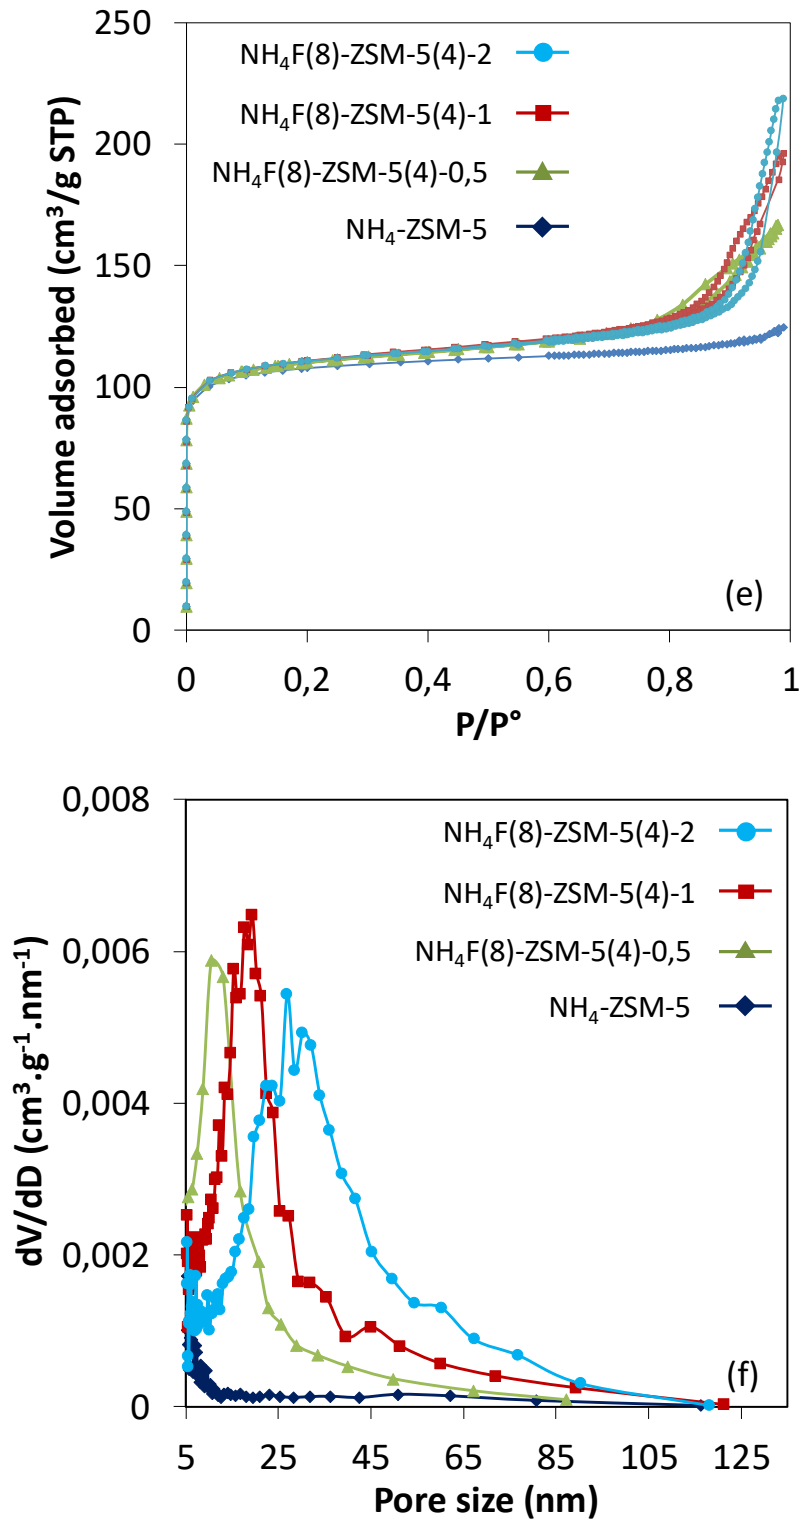 250
200
150
100
50
0
Volume adsorbed (cm³/g STP)
NH₄F(8)-ZSM-5(4)-2
NH₄F(8)-ZSM-5(4)-1
NH₄F(8)-ZSM-5(4)-0,5
NH₄-ZSM-5
(e)
0 0,2 0,4 0,6 0,8 1
P/P°
0,008
0,006
0,004
0,002
0
dV/dD (cm³.g⁻¹.nm⁻¹)
NH₄F(8)-ZSM-5(4)-2
NH₄F(8)-ZSM-5(4)-1
NH₄F(8)-ZSM-5(4)-0,5
NH₄-ZSM-5
(f)
5 25 45 65 85 105 125
Pore size (nm)